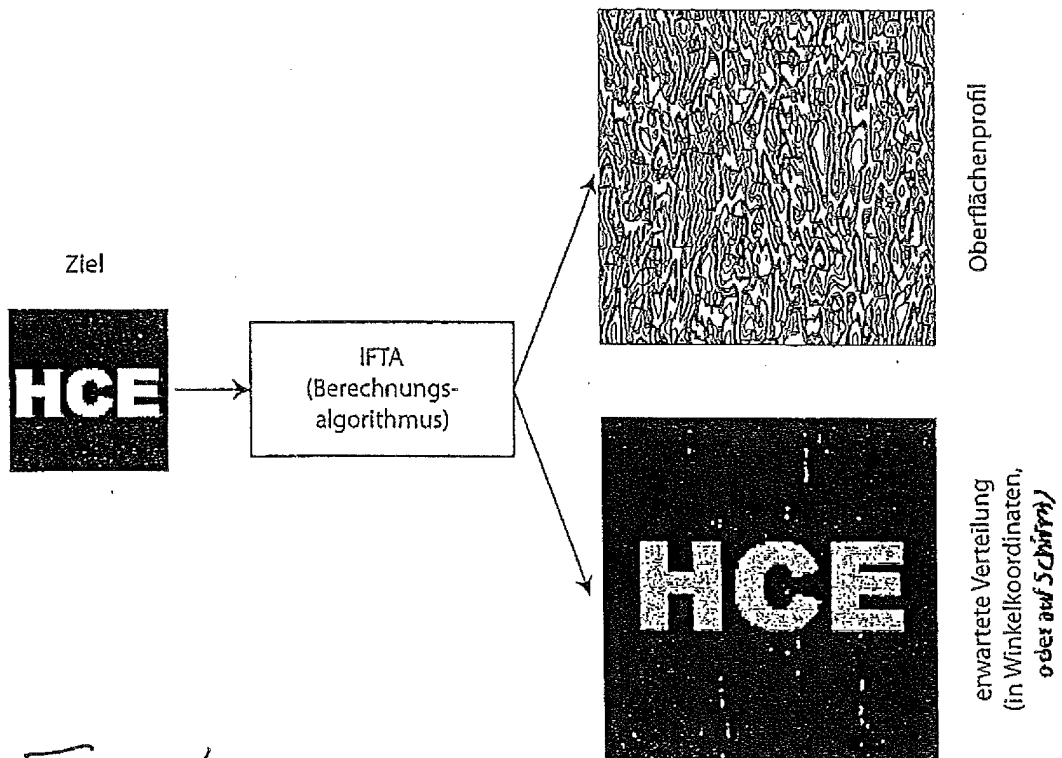 Ziel
HCE
IFTA
(Berechnungs-
algorithmus)
Oberflächenprofil
HCE
erwartete Verteilung
(in Winkelkoordinaten,
oder auf Schirm)